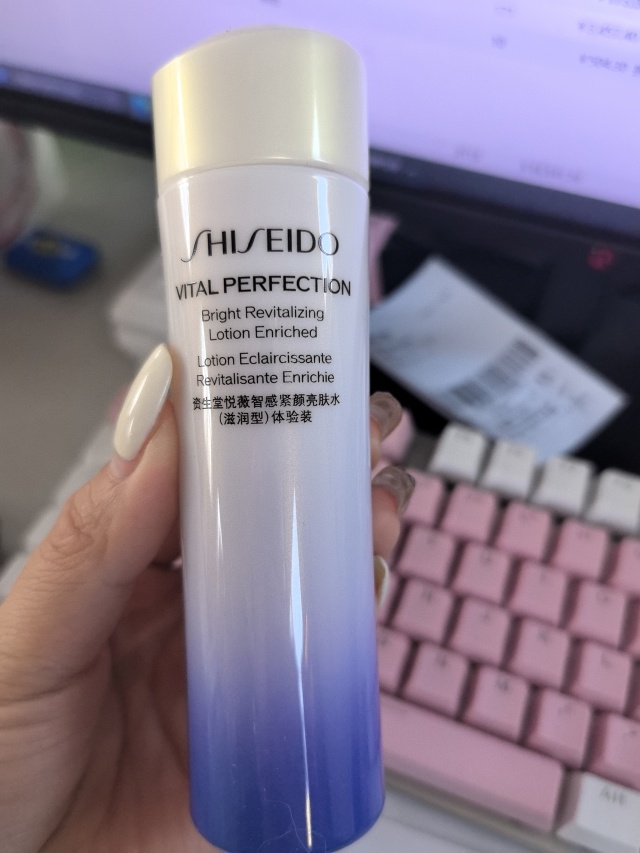 SHISEIDO
VITAL PERFECTION
Bright Revitalizing
Lotion Enriched
Lotion Eclaircissante
Revitalisante Enrichie
资生堂悦薇智感紧颜亮肤水
(滋润型)体验装
Alt